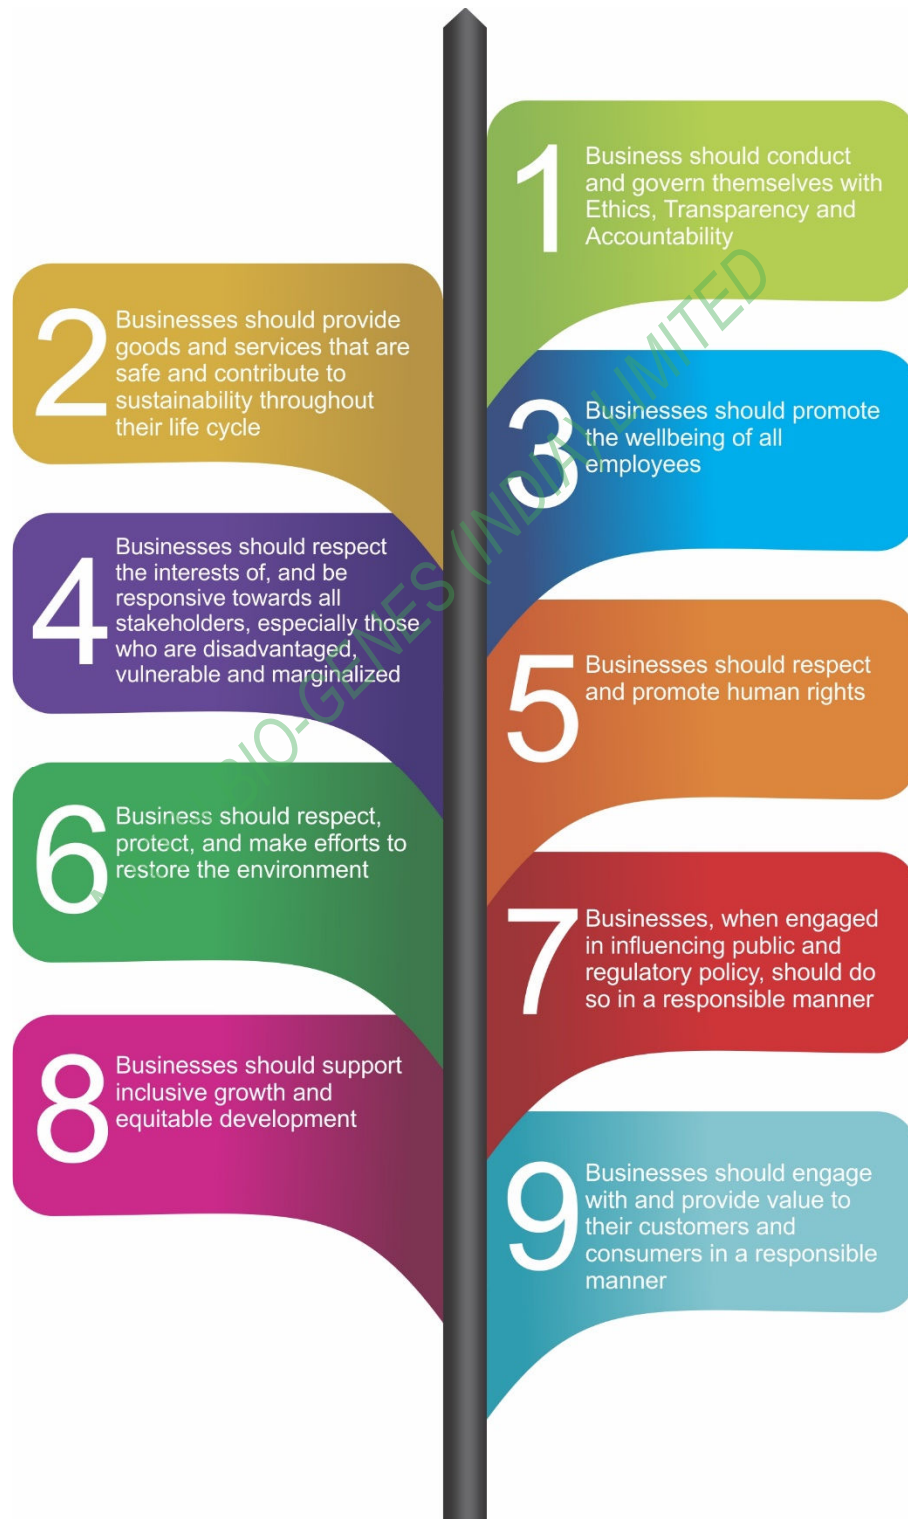 1
Business should conduct
and govern themselves with
Ethics, Transparency and
Accountability
2
Businesses should provide
goods and services that are
safe and contribute to
sustainability throughout
their life cycle
3
Businesses should promote
the wellbeing of all
employees
4
Businesses should respect
the interests of, and be
responsive towards all
stakeholders, especially those
who are disadvantaged,
vulnerable and marginalized
5
Businesses should respect
and promote human rights
6
Business should respect,
protect, and make efforts to
restore the environment
7
Businesses, when engaged
in influencing public and
regulatory policy, should do
so in a responsible manner
8
Businesses should support
inclusive growth and
equitable development
9
Businesses should engage
with and provide value to
their customers and
consumers in a responsible
manner
BIO-GENES (INDIA) LIMITED